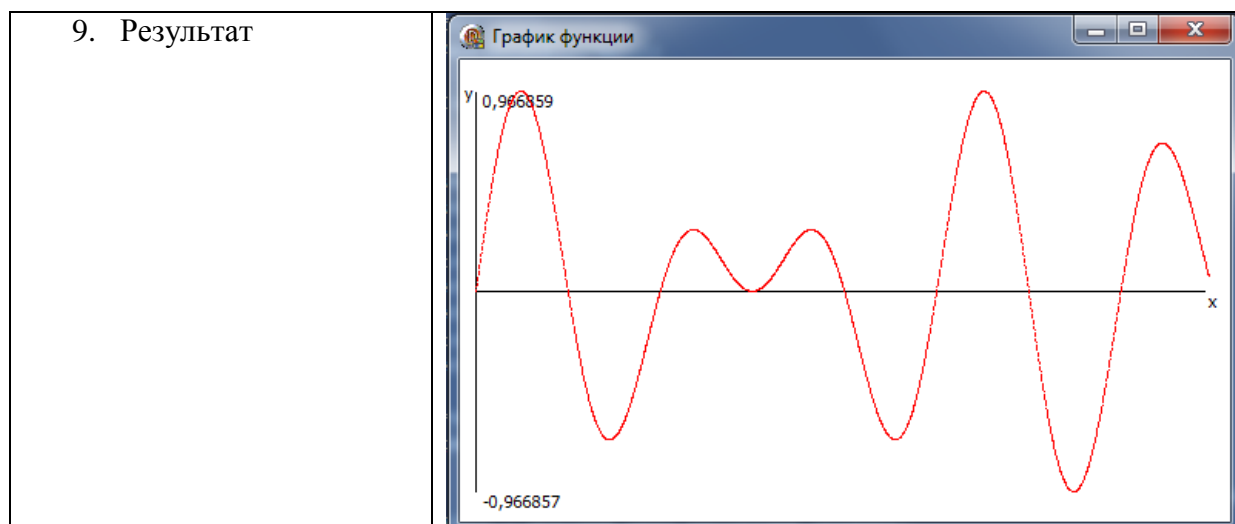 9. Результат
График функции
y
0,966859
x
-0,966857